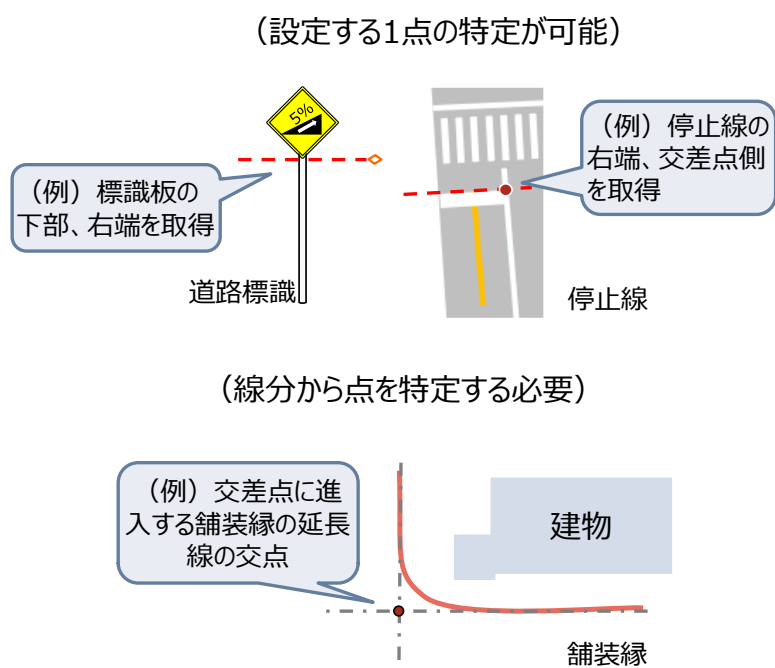 （設定する1点の特定が可能）
5%
（例）標識板の
下部、右端を取得
道路標識
（例）停止線の
右端、交差点側
を取得
停止線
（線分から点を特定する必要）
（例）交差点に進
入する舗装縁の延長
線の交点
建物
舗装縁